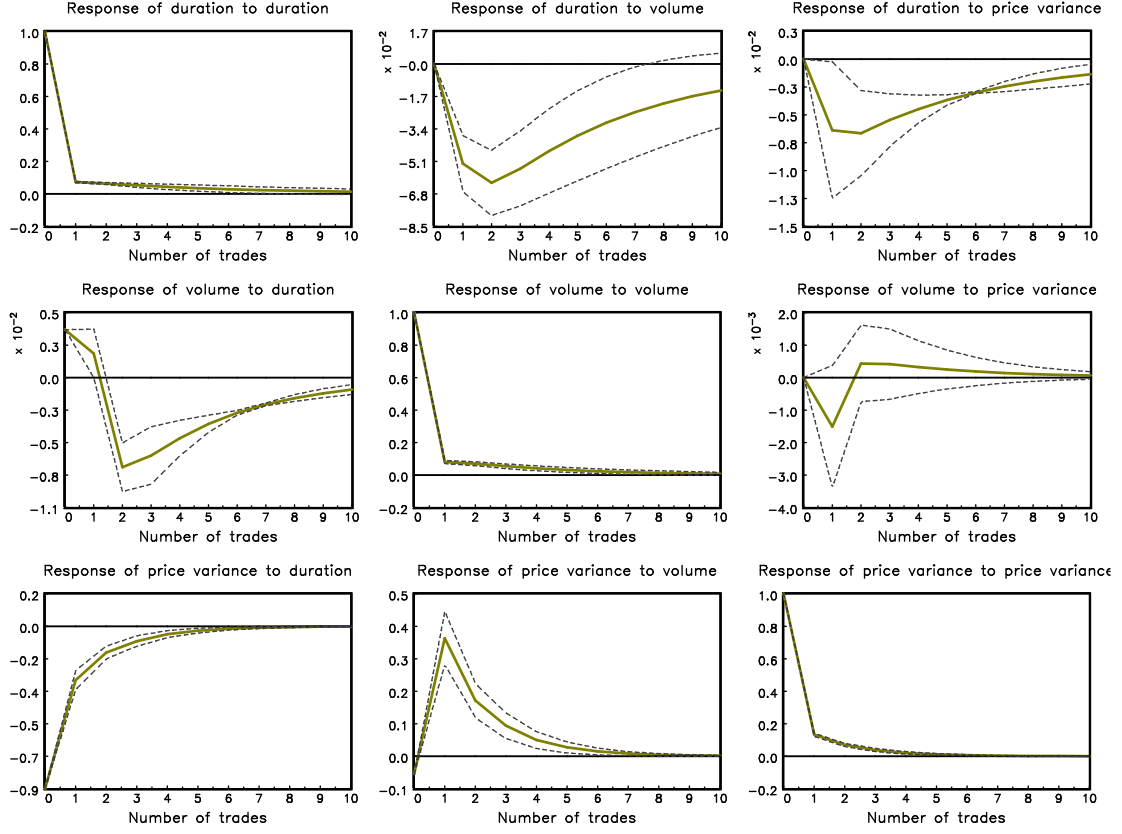 Response of duration to duration
1.0
0.8
0.6
0.4
0.2
0.0
−0.2
0 1 2 3 4 5 6 7 8 9 10
Number of trades
Response of duration to volume
x 10⁻²
1.7
−0.0
−1.7
−3.4
−5.1
−6.8
−8.5
0 1 2 3 4 5 6 7 8 9 10
Number of trades
Response of duration to price variance
x 10⁻²
0.3
0.0
−0.3
−0.5
−0.8
−1.0
−1.3
−1.5
0 1 2 3 4 5 6 7 8 9 10
Number of trades
Response of volume to duration
x 10⁻²
0.5
0.3
0.0
−0.3
−0.5
−0.8
−1.1
0 1 2 3 4 5 6 7 8 9 10
Number of trades
Response of volume to volume
1.0
0.8
0.6
0.4
0.2
0.0
−0.2
0 1 2 3 4 5 6 7 8 9 10
Number of trades
Response of volume to price variance
x 10⁻³
2.0
1.0
0.0
−1.0
−2.0
−3.0
−4.0
0 1 2 3 4 5 6 7 8 9 10
Number of trades
Response of price variance to duration
0.2
0.0
−0.2
−0.4
−0.5
−0.7
−0.9
0 1 2 3 4 5 6 7 8 9 10
Number of trades
Response of price variance to volume
0.5
0.4
0.3
0.2
0.1
0.0
−0.1
0 1 2 3 4 5 6 7 8 9 10
Number of trades
Response of price variance to price variance
1.0
0.8
0.6
0.4
0.2
0.0
−0.2
0 1 2 3 4 5 6 7 8 9 10
Number of trades